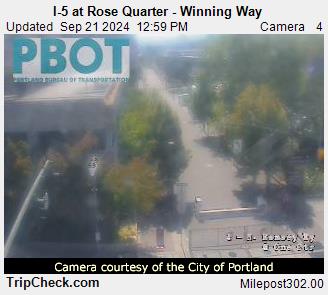 I-5 at Rose Quarter - Winning Way
Updated Sep 21 2024 12:59 PM Camera 4
PBOT
PORTLAND BUREAU OF TRANSPORTATION
Camera courtesy of the City of Portland
TripCheck.com Milepost302.00